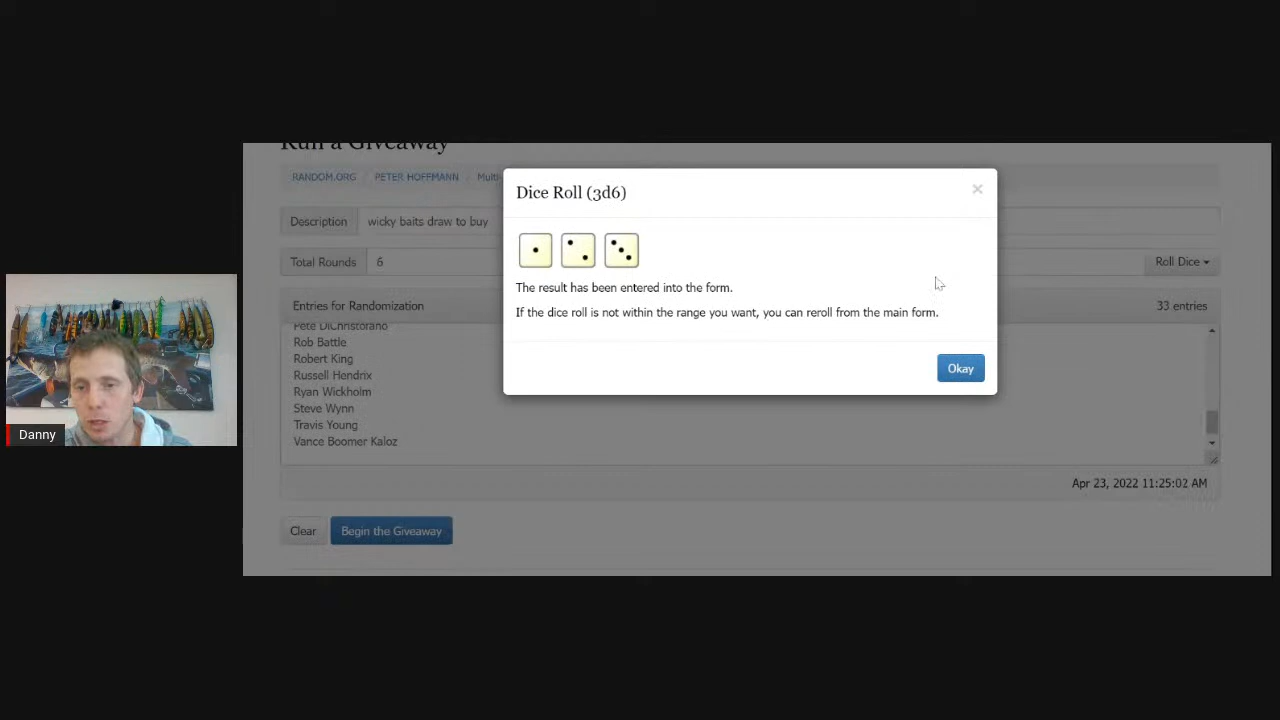 Run a Giveaway
RANDOM.ORG / PETER HOFFMANN / Multi-
Description wicky baits draw to buy
Total Rounds 6 Roll Dice
Entries for Randomization 33 entries
Pete DiChristofano
Rob Battle
Robert King
Russell Hendrix
Ryan Wickholm
Steve Wynn
Travis Young
Vance Boomer Kaloz
Apr 23, 2022 11:25:02 AM
Clear Begin the Giveaway
Dice Roll (3d6) ×
The result has been entered into the form.
If the dice roll is not within the range you want, you can reroll from the main form.
Okay
Danny